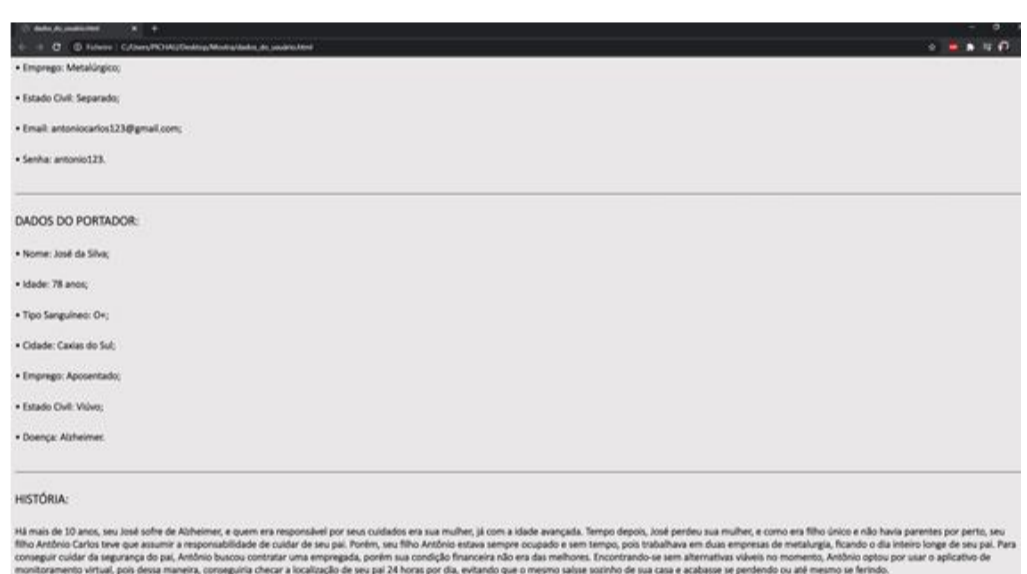 dados_do_usuário.html
Ficheiro | C:/Users/PICHAU/Desktop/Mostra/dados_do_usuário.html
• Emprego: Metalúrgico;
• Estado Civil: Separado;
• Email: antoniocarlos123@gmail.com;
• Senha: antonio123.
DADOS DO PORTADOR:
• Nome: José da Silva;
• Idade: 78 anos;
• Tipo Sanguíneo: O+;
• Cidade: Caxias do Sul;
• Emprego: Aposentado;
• Estado Civil: Viúvo;
• Doença: Alzheimer.
HISTÓRIA:
Há mais de 10 anos, seu José sofre de Alzheimer, e quem era responsável por seus cuidados era sua mulher, já com a idade avançada. Tempo depois, José perdeu sua mulher, e como era filho único e não havia parentes por perto, seu
filho Antônio Carlos teve que assumir a responsabilidade de cuidar de seu pai. Porém, seu filho Antônio estava sempre ocupado e sem tempo, pois trabalhava em duas empresas de metalurgia, ficando o dia inteiro longe de seu pai. Para
conseguir cuidar da segurança do pai, Antônio buscou contratar uma empregada, porém sua condição financeira não era das melhores. Encontrando se sem alternativas viáveis no momento, Antônio optou por usar o aplicativo de
monitoramento virtual, pois dessa maneira, conseguiria checar a localização de seu pai 24 horas por dia, evitando que o mesmo saísse sozinho de sua casa e acabasse se perdendo ou até mesmo se ferindo.